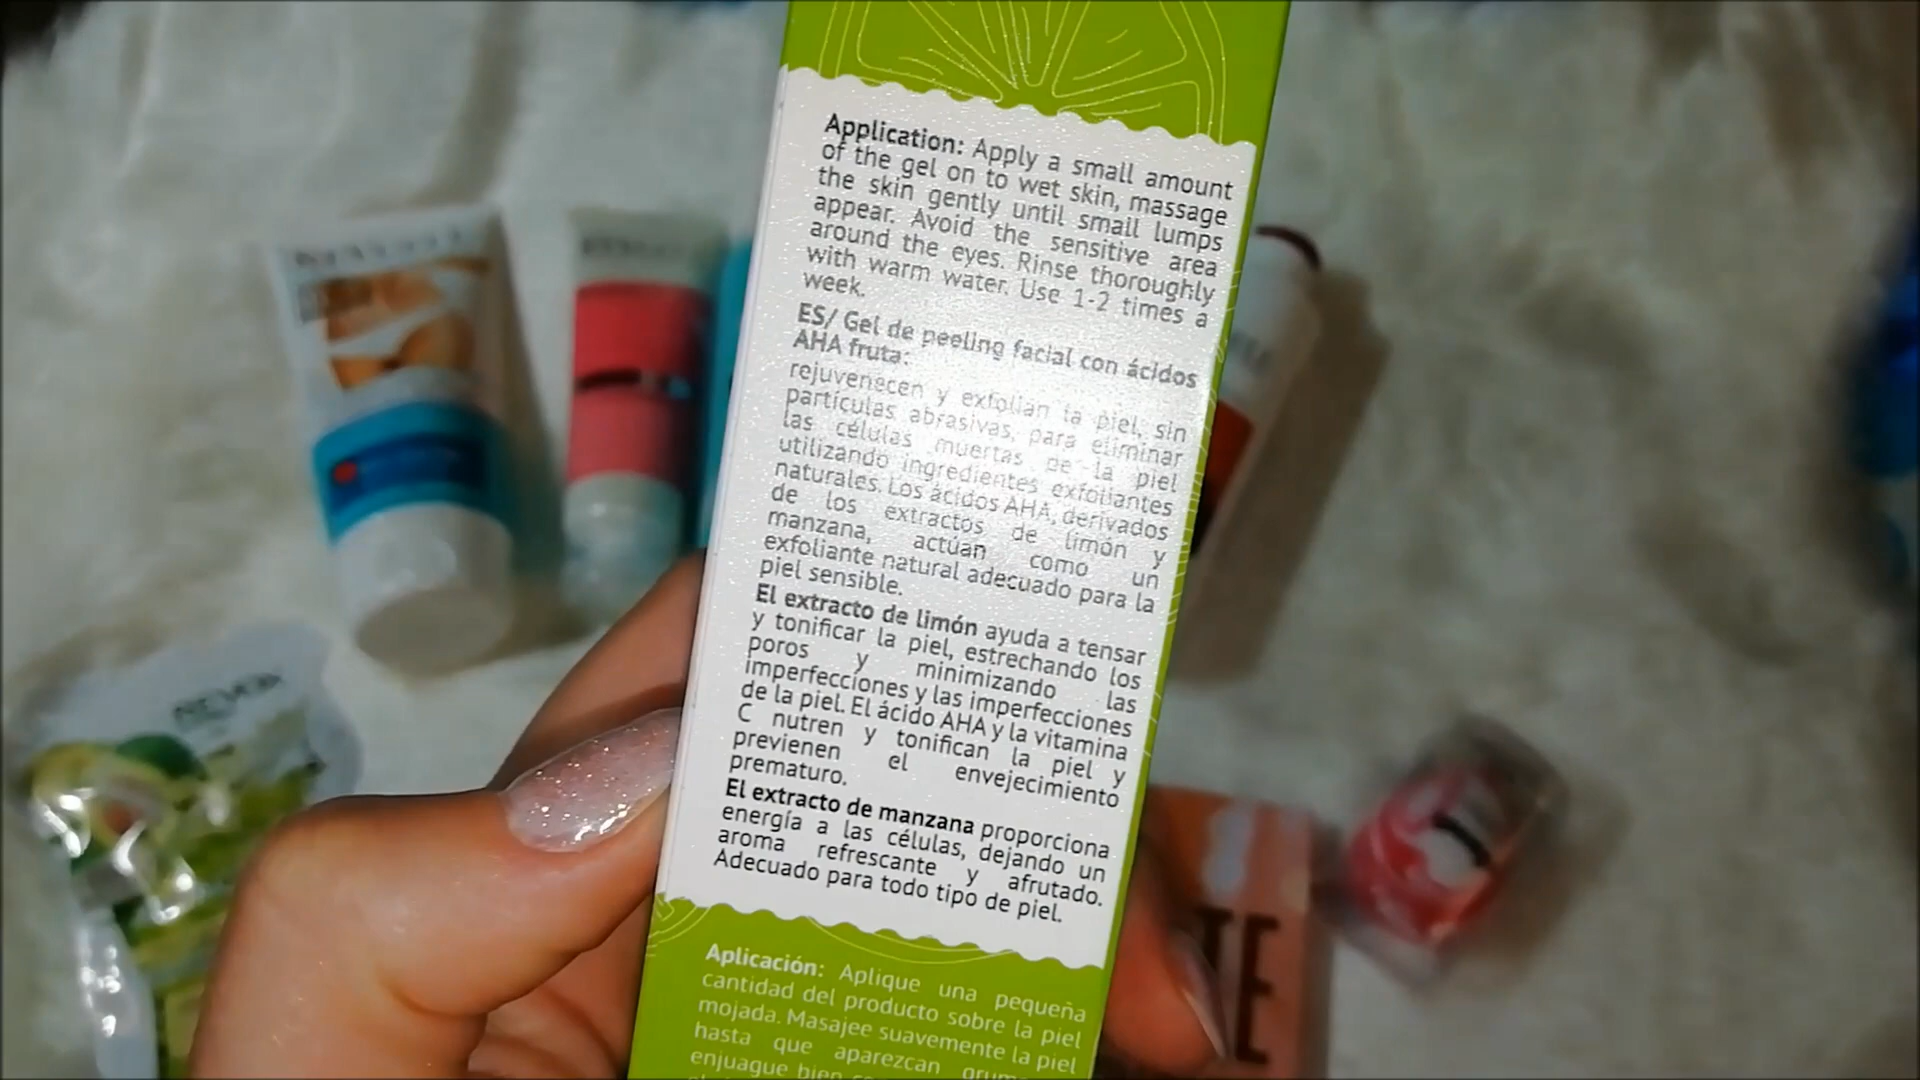 Application: Apply a small amount
of the gel on to wet skin, massage
the skin gently until small lumps
appear. Avoid the sensitive area
around the eyes. Rinse thoroughly
with warm water. Use 1-2 times a
week.
ES/ Gel de peeling facial con ácidos
AHA fruta:
rejuvenecen y exfolian la piel, sin
partículas abrasivas, para eliminar
las células muertas de la piel
utilizando ingredientes exfoliantes
naturales. Los ácidos AHA, derivados
de los extractos de limón y
manzana, actúan como un
exfoliante natural adecuado para la
piel sensible.
El extracto de limón ayuda a tensar
y tonificar la piel, estrechando los
poros y minimizando las
imperfecciones y las imperfecciones
de la piel. El ácido AHA y la vitamina
C nutren y tonifican la piel y
previenen el envejecimiento
prematuro.
El extracto de manzana proporciona
energía a las células, dejando un
aroma refrescante y afrutado.
Adecuado para todo tipo de piel.
Aplicación: Aplique una pequeña
cantidad del producto sobre la piel
mojada. Masajee suavemente la piel
hasta que aparezcan
enjuague bien
TE